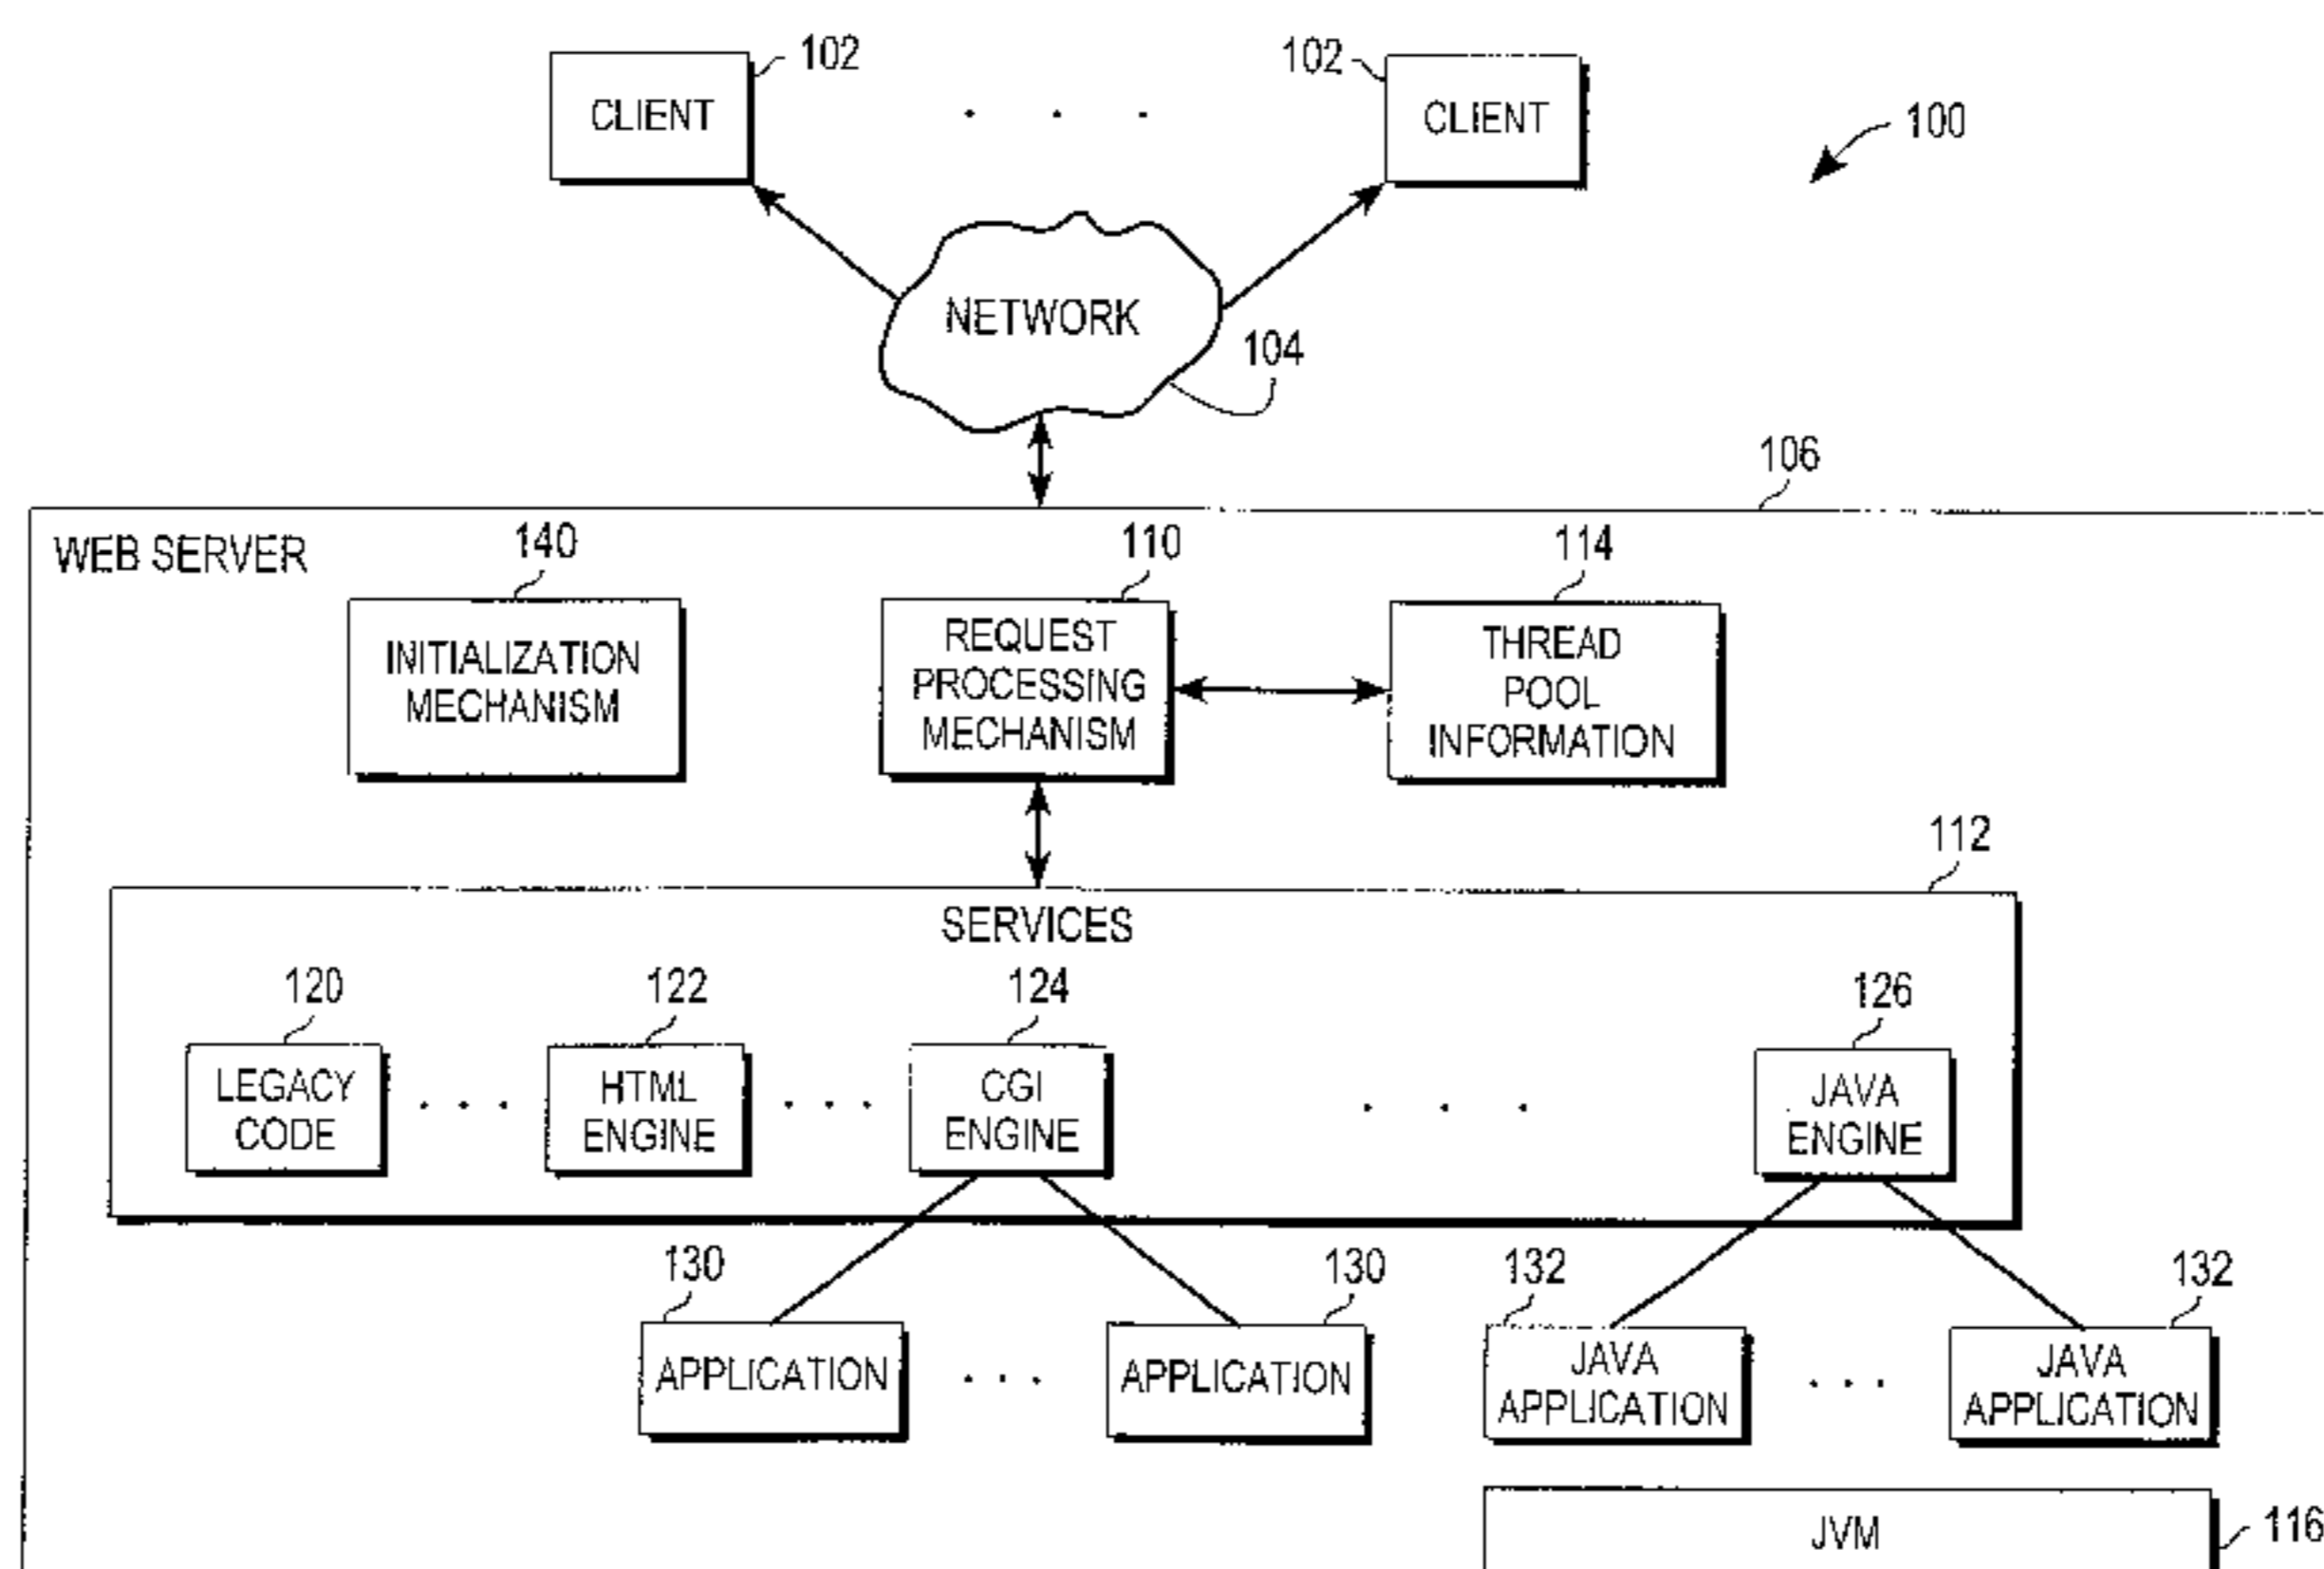 102
102
CLIENT
CLIENT
100
NETWORK
104
106
WEB SERVER
140
110
114
INITIALIZATION
MECHANISM
REQUEST
PROCESSING
MECHANISM
THREAD
POOL
INFORMATION
112
SERVICES
120
122
124
126
LEGACY
CODE
HTML
ENGINE
CGI
ENGINE
JAVA
ENGINE
130
130
132
132
APPLICATION
APPLICATION
JAVA
APPLICATION
JAVA
APPLICATION
JVM
116